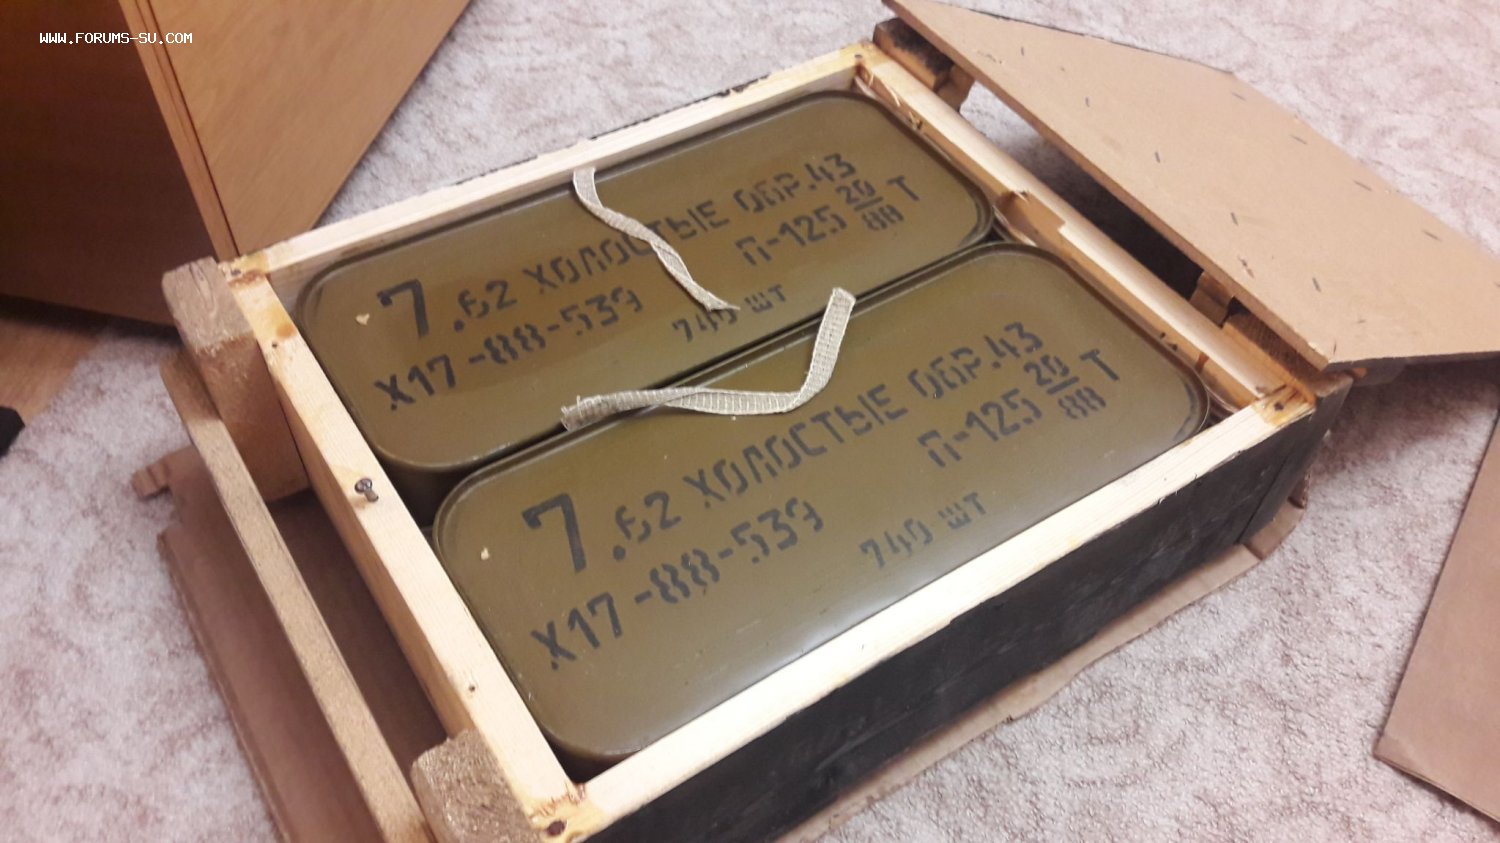 WWW.FORUMS-SU.COM
7.62 ХОЛОСТЫЕ ОБР.43
Х17-88-539
П-125 20/88 Т
740 ШТ
7.62 ХОЛОСТЫЕ ОБР.43
Х17-88-539
П-125 20/88 Т
740 ШТ